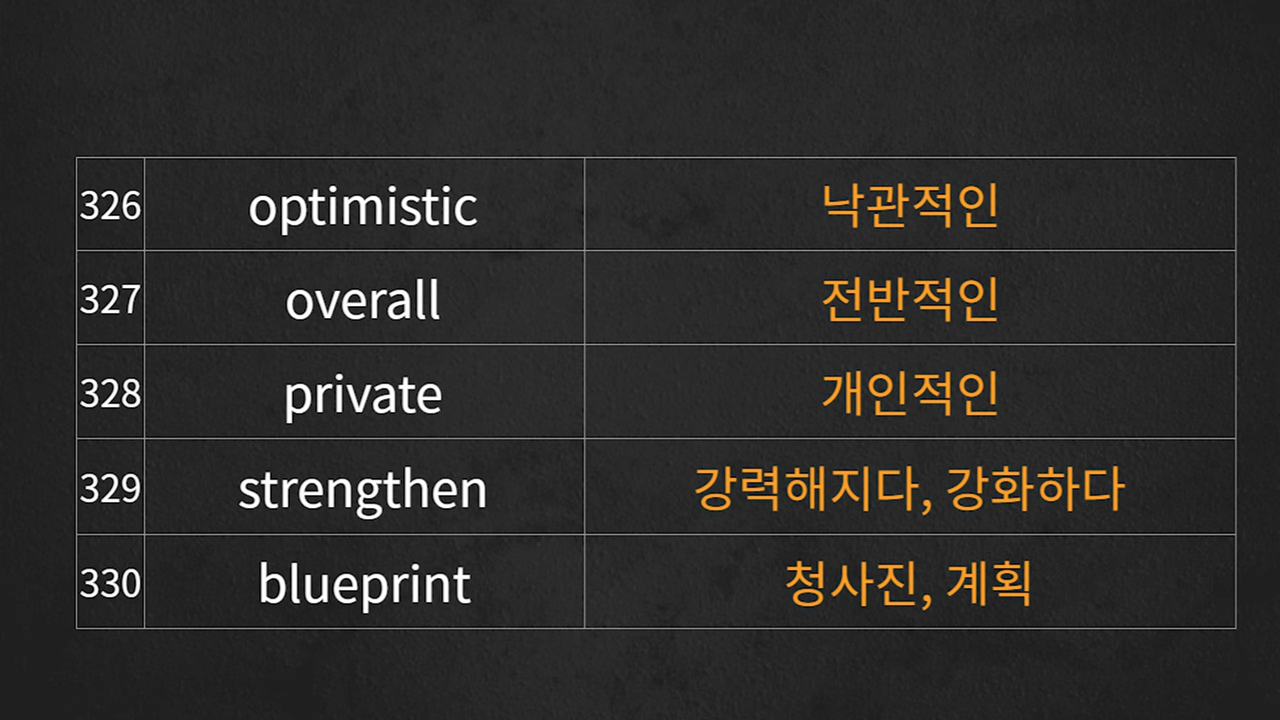 326 optimistic 낙관적인
327 overall 전반적인
328 private 개인적인
329 strengthen 강력해지다, 강화하다
330 blueprint 청사진, 계획